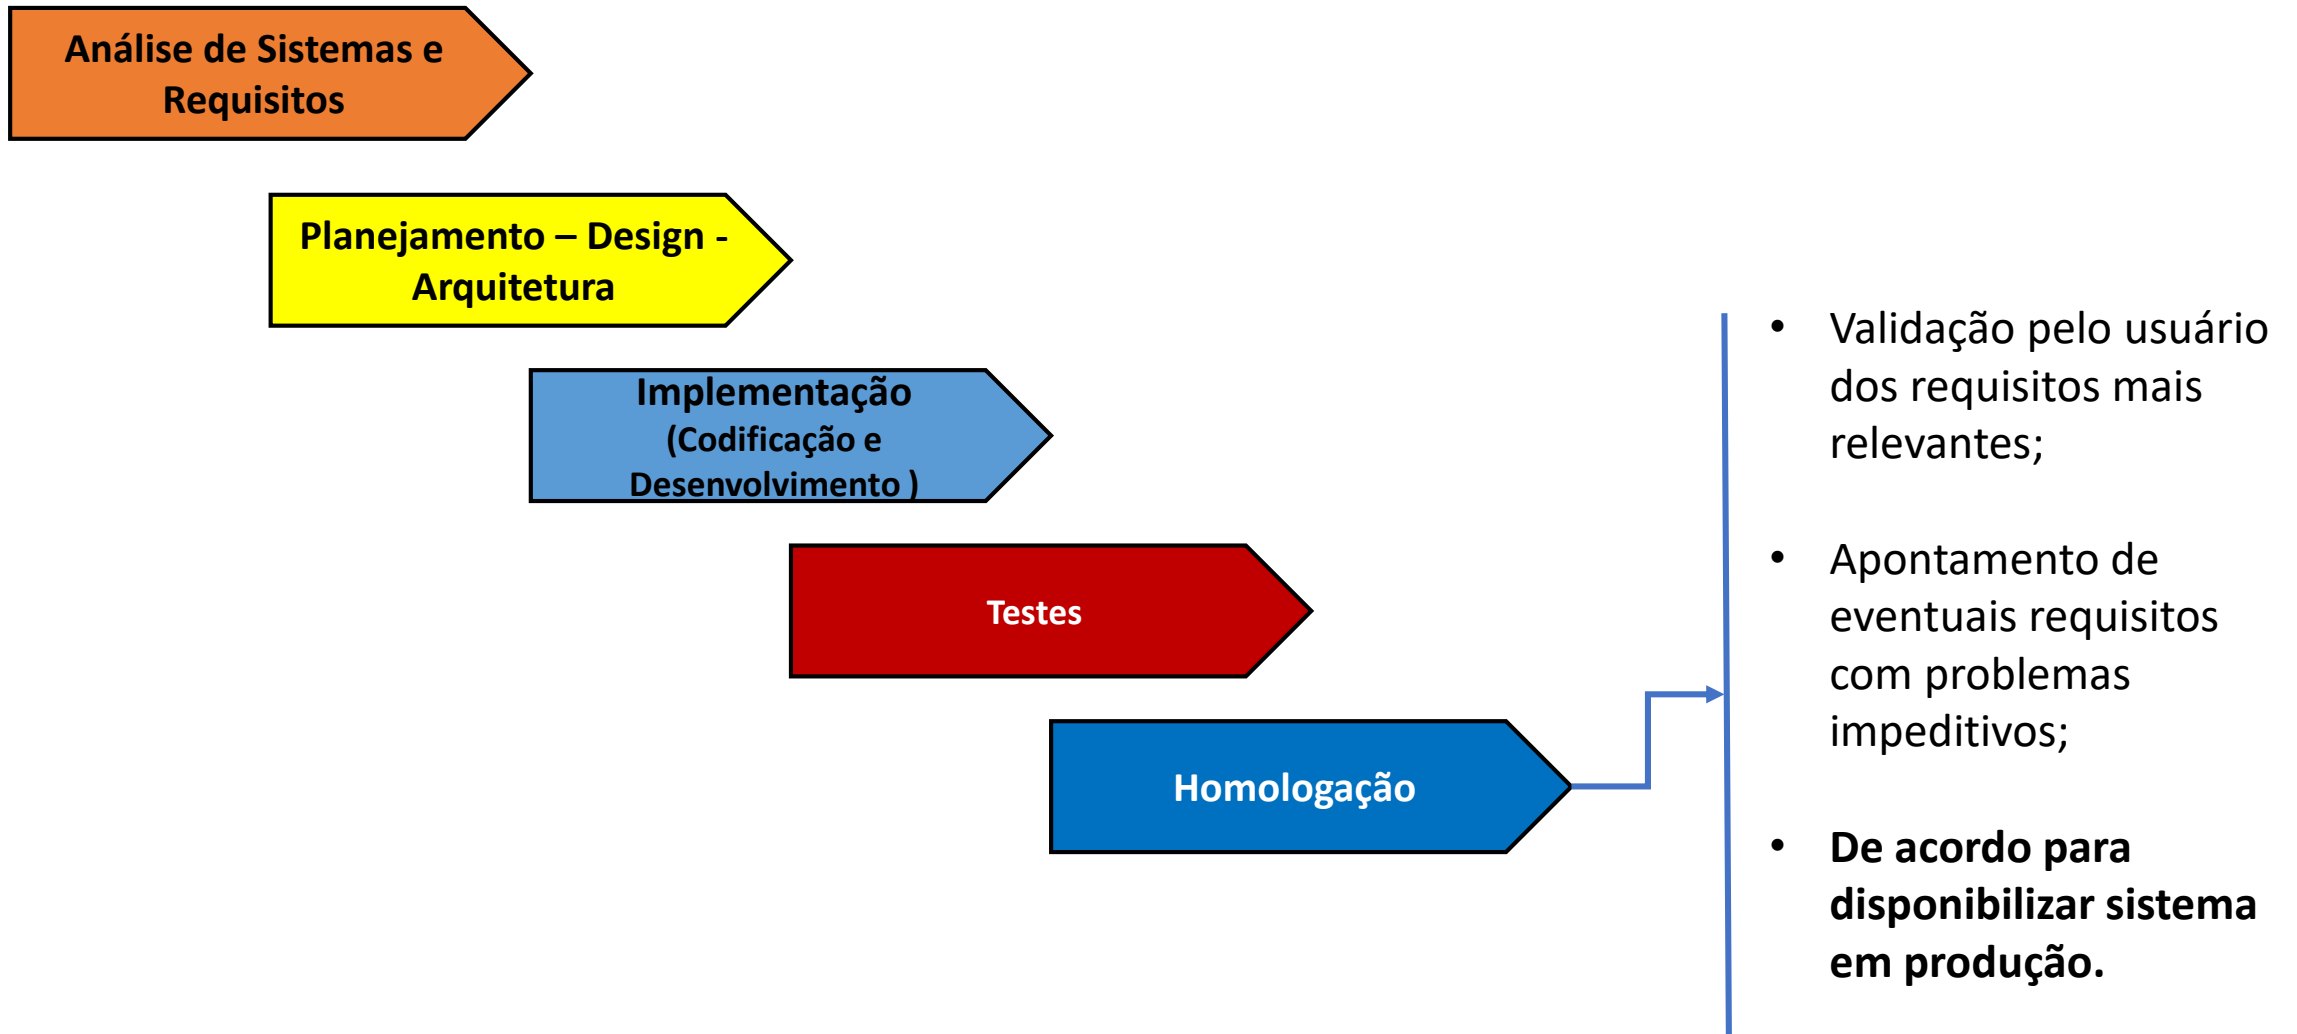 Análise de Sistemas e
Requisitos
Planejamento – Design -
Arquitetura
Implementação
(Codificação e
Desenvolvimento )
Testes
Homologação
• Validação pelo usuário
dos requisitos mais
relevantes;
• Apontamento de
eventuais requisitos
com problemas
impeditivos;
• De acordo para
disponibilizar sistema
em produção.